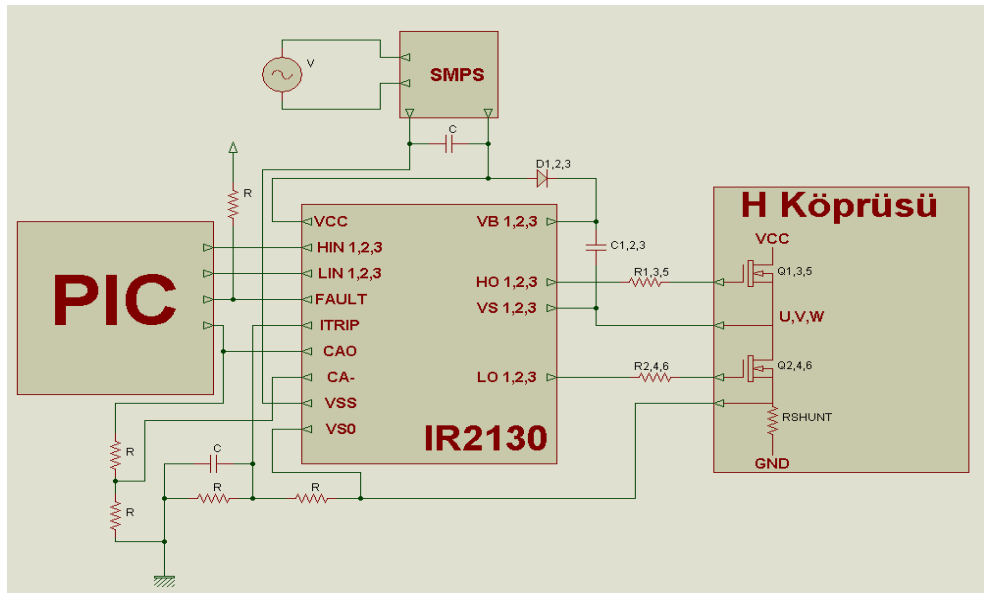 V
SMPS
C
D1,2,3
R
H Köprüsü
VCC
VB 1,2,3
VCC
PIC
HIN 1,2,3
C1,2,3
LIN 1,2,3
HO 1,2,3
R1,3,5
Q1,3,5
FAULT
VS 1,2,3
U,V,W
ITRIP
CAO
CA-
LO 1,2,3
R2,4,6
Q2,4,6
VSS
VS0
IR2130
RSHUNT
R
C
GND
R
R
R